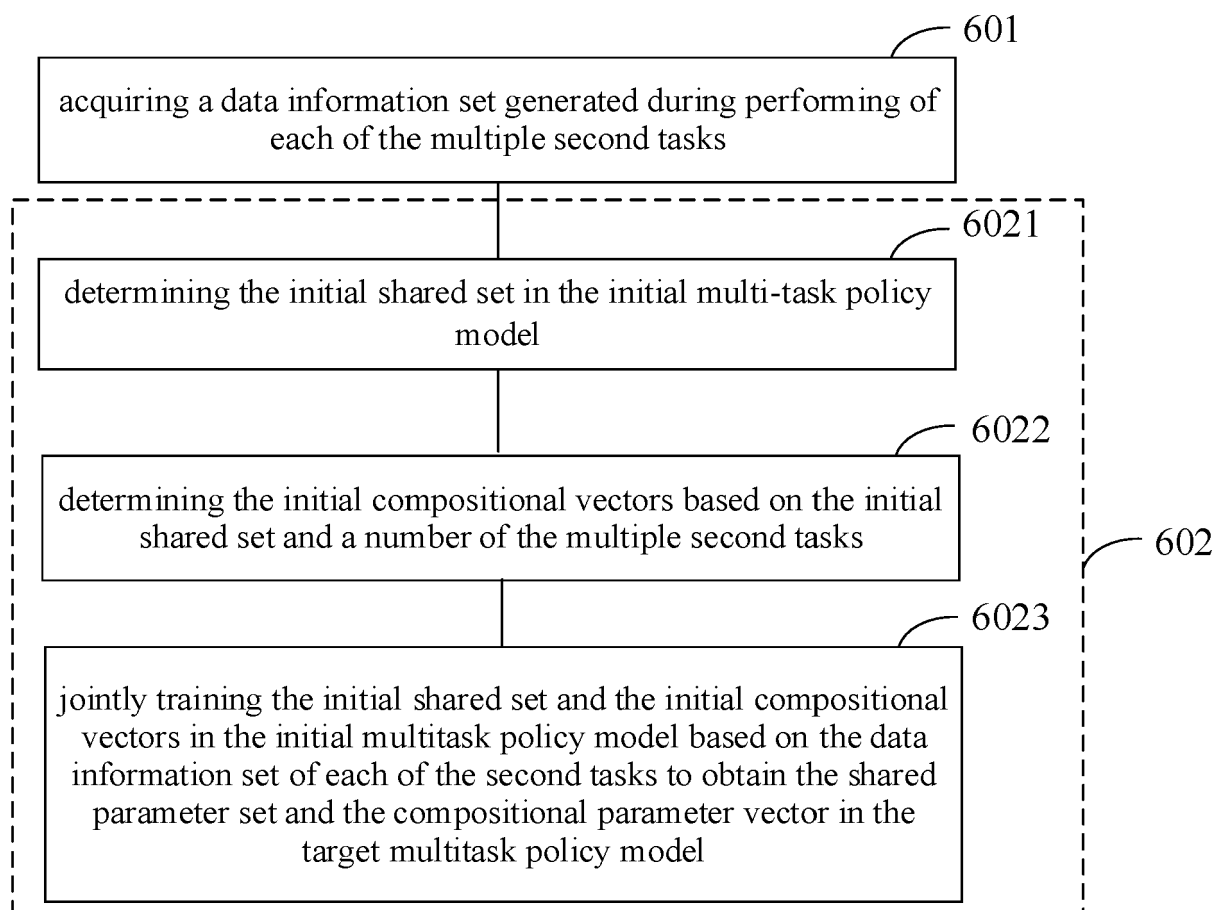 601
acquiring a data information set generated during performing of
each of the multiple second tasks
6021
determining the initial shared set in the initial multi-task policy
model
6022
determining the initial compositional vectors based on the initial
shared set and a number of the multiple second tasks
602
6023
jointly training the initial shared set and the initial compositional
vectors in the initial multitask policy model based on the data
information set of each of the second tasks to obtain the shared
parameter set and the compositional parameter vector in the
target multitask policy model